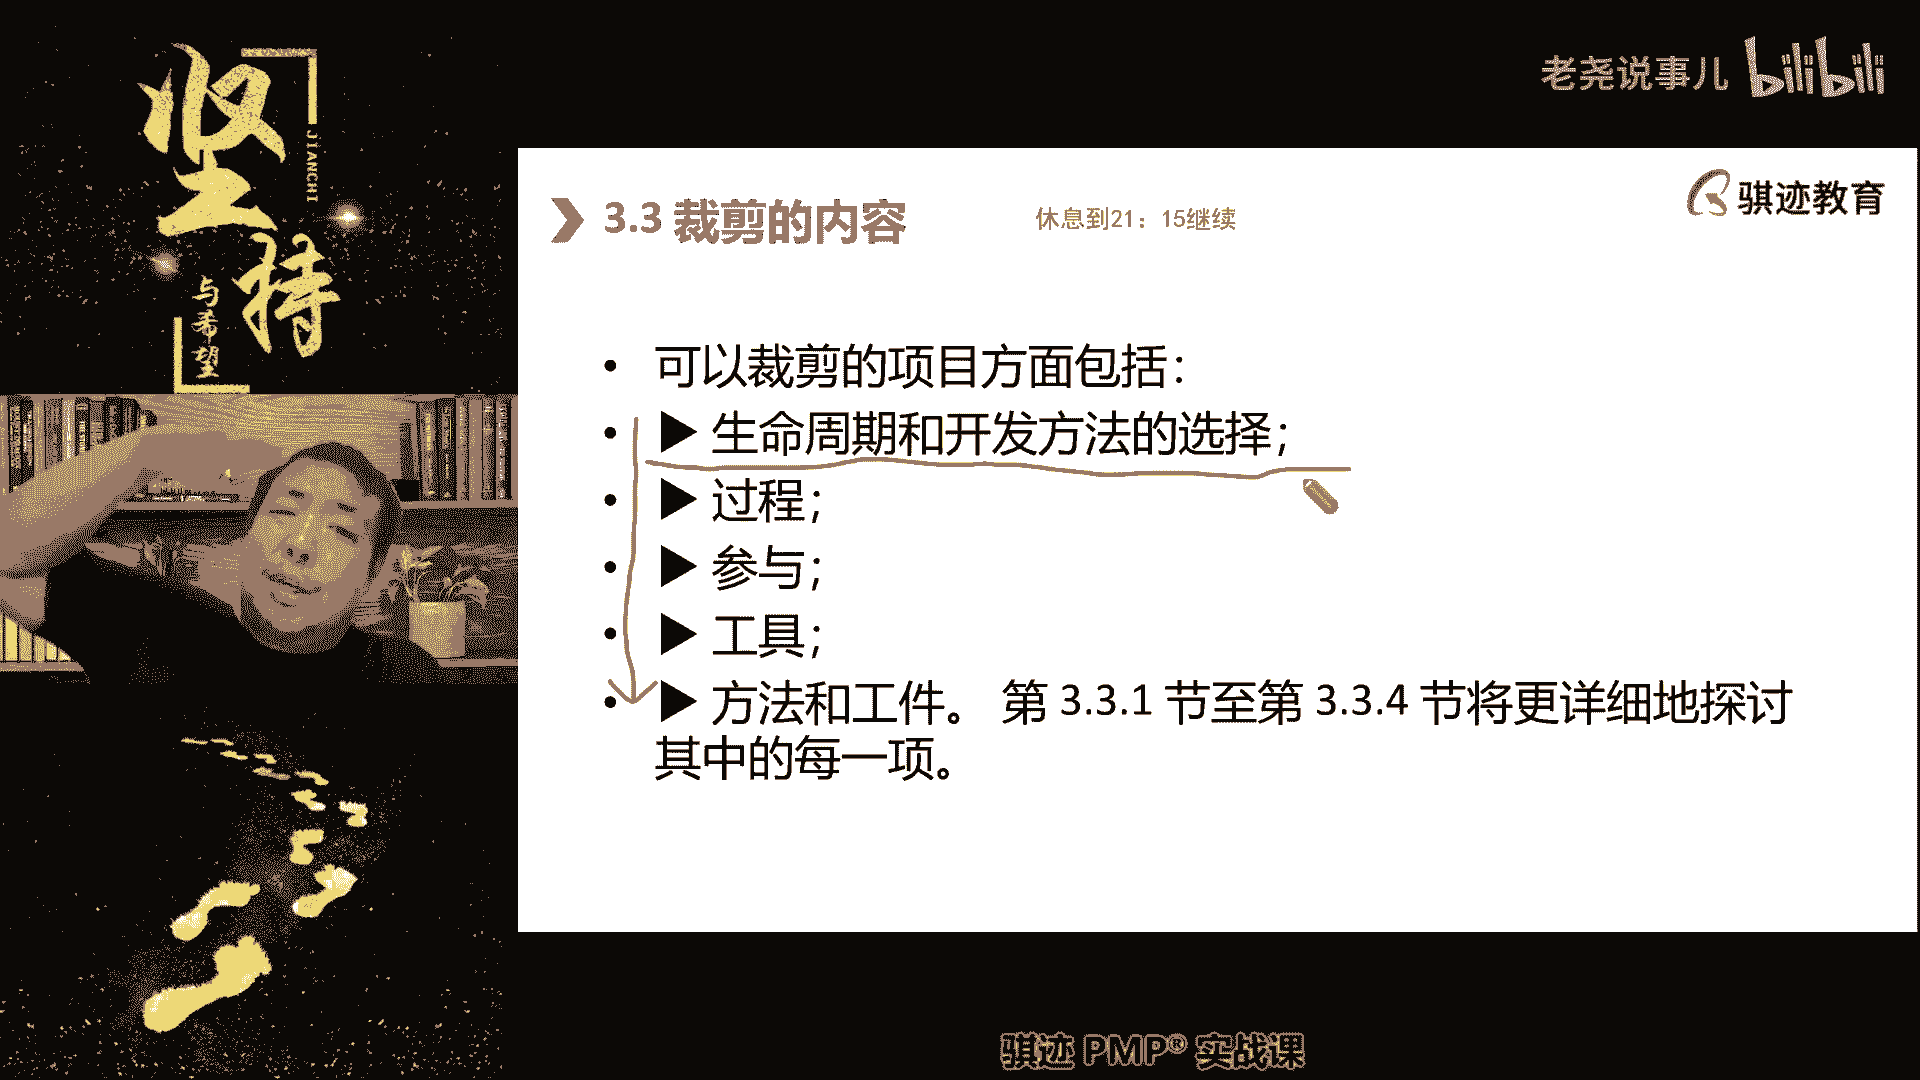 坚持
JIANCHI
与希望
老尧说事儿 bilibili
骐迹教育
3.3 裁剪的内容
休息到21：15继续
• 可以裁剪的项目方面包括：
• ▶ 生命周期和开发方法的选择；
• ▶ 过程；
• ▶ 参与；
• ▶ 工具；
• ▶ 方法和工件。 第 3.3.1 节至第 3.3.4 节将更详细地探讨
其中的每一项。
骐迹 PMP® 实战课